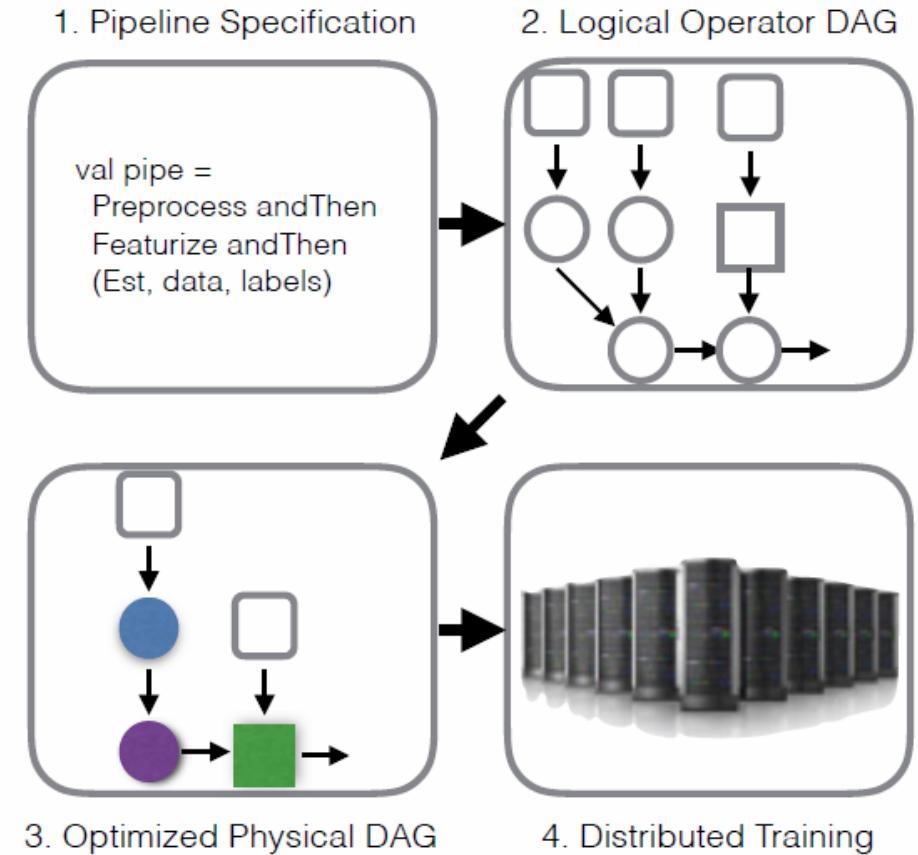 1. Pipeline Specification
2. Logical Operator DAG
val pipe =
Preprocess andThen
Featurize andThen
(Est, data, labels)
3. Optimized Physical DAG
4. Distributed Training